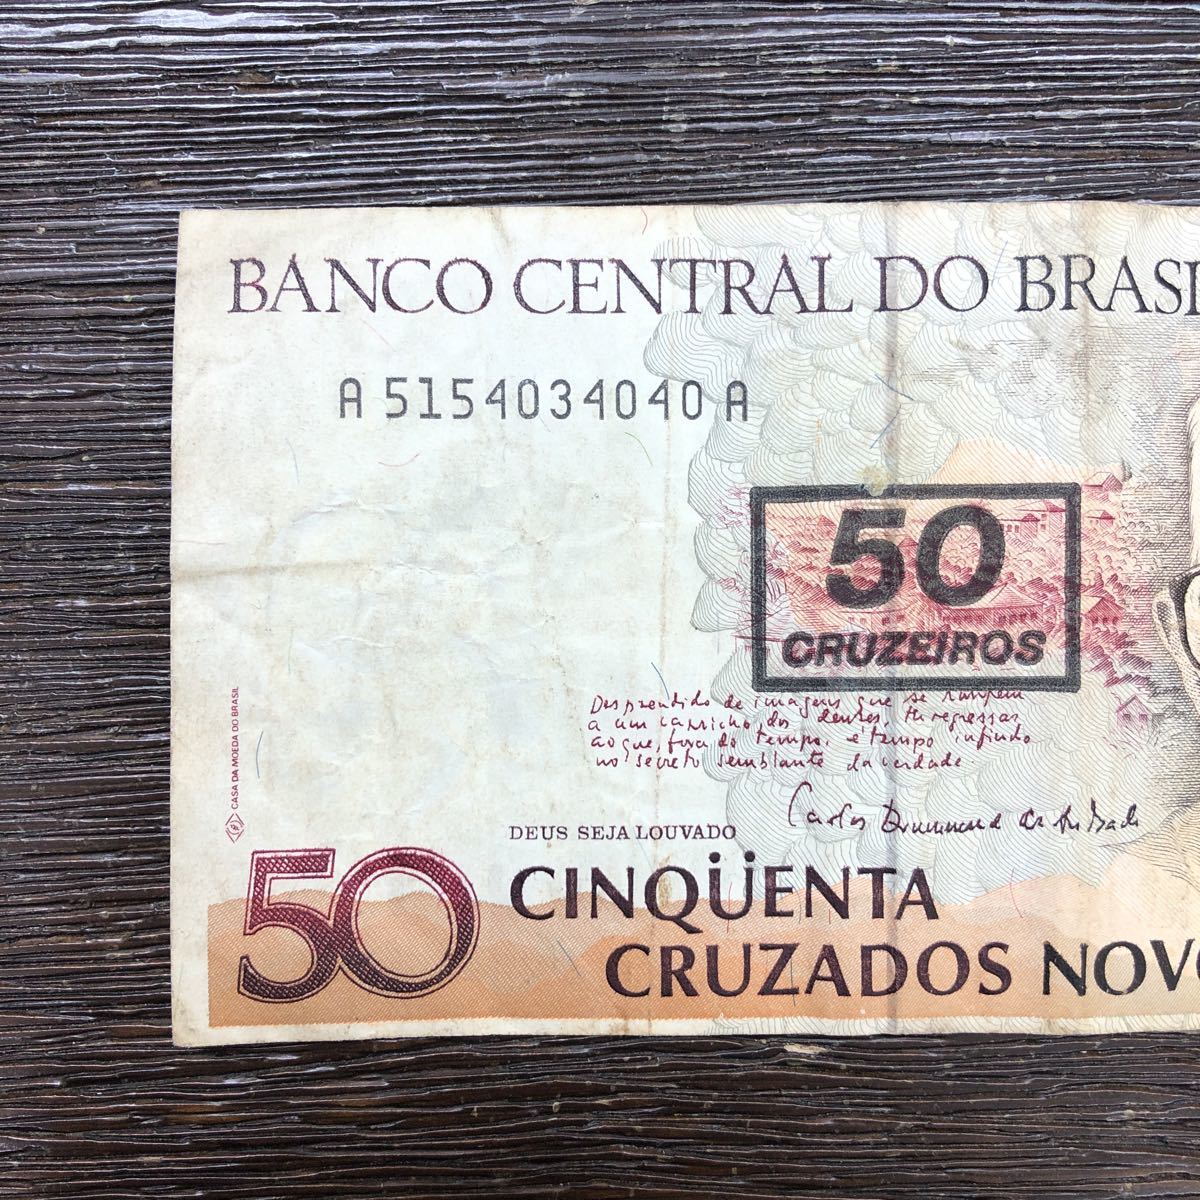 BANCO CENTRAL DO BRASI
A 5154034040 A
50
CRUZEIROS
Desprendido de imagens que se rompem
a um capricho dos deuses, tu regressas
ao que, fora do tempo, é tempo infindo
no secreto semblante da verdade.
Carlos Drummond de Andrade
CASA DA MOEDA DO BRASIL
DEUS SEJA LOUVADO
50
CINQÜENTA
CRUZADOS NOVO